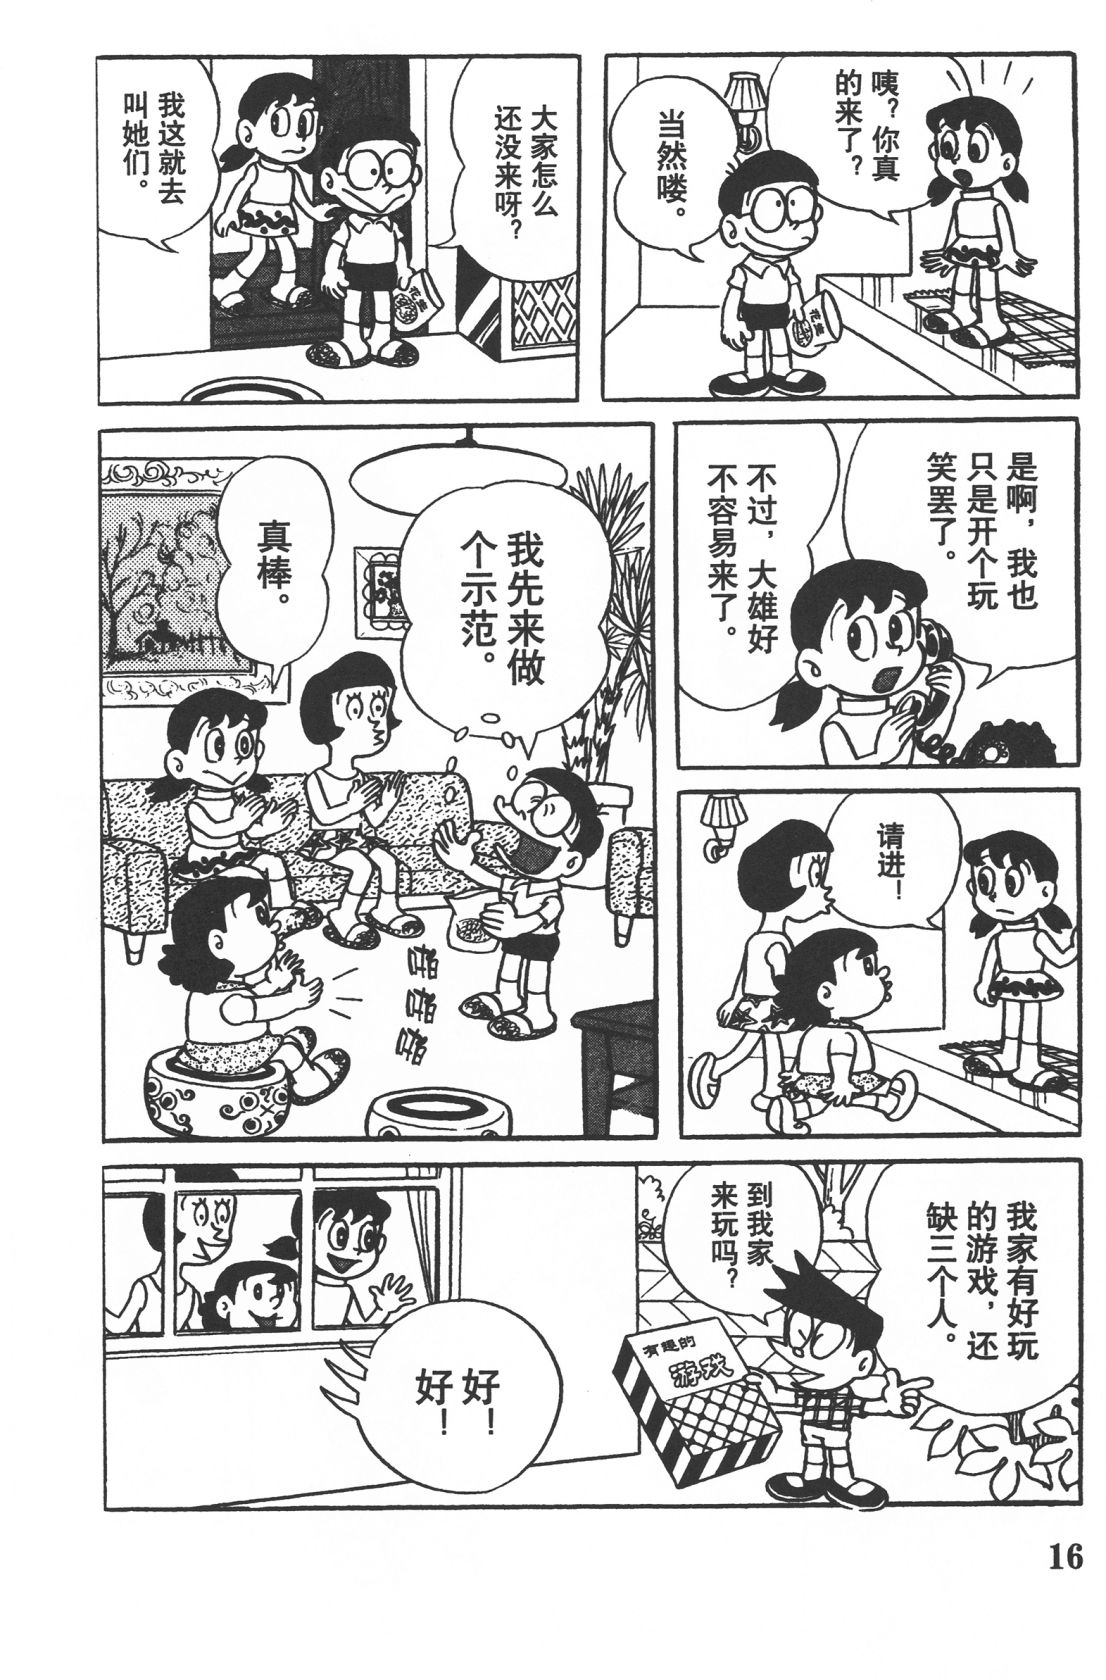 咦？你真
的来了？
当然喽。
花生
大家怎么
还没来呀？
我这就去
叫她们。
花生
是啊，我也
只是开个玩
笑罢了。
不过，大雄好
不容易来了。
请进！
我先来做
个示范。
真棒。
我家有好玩
的游戏，还
缺三个人。
到我家
来玩吗？
有趣的
游戏
好！
好！
16